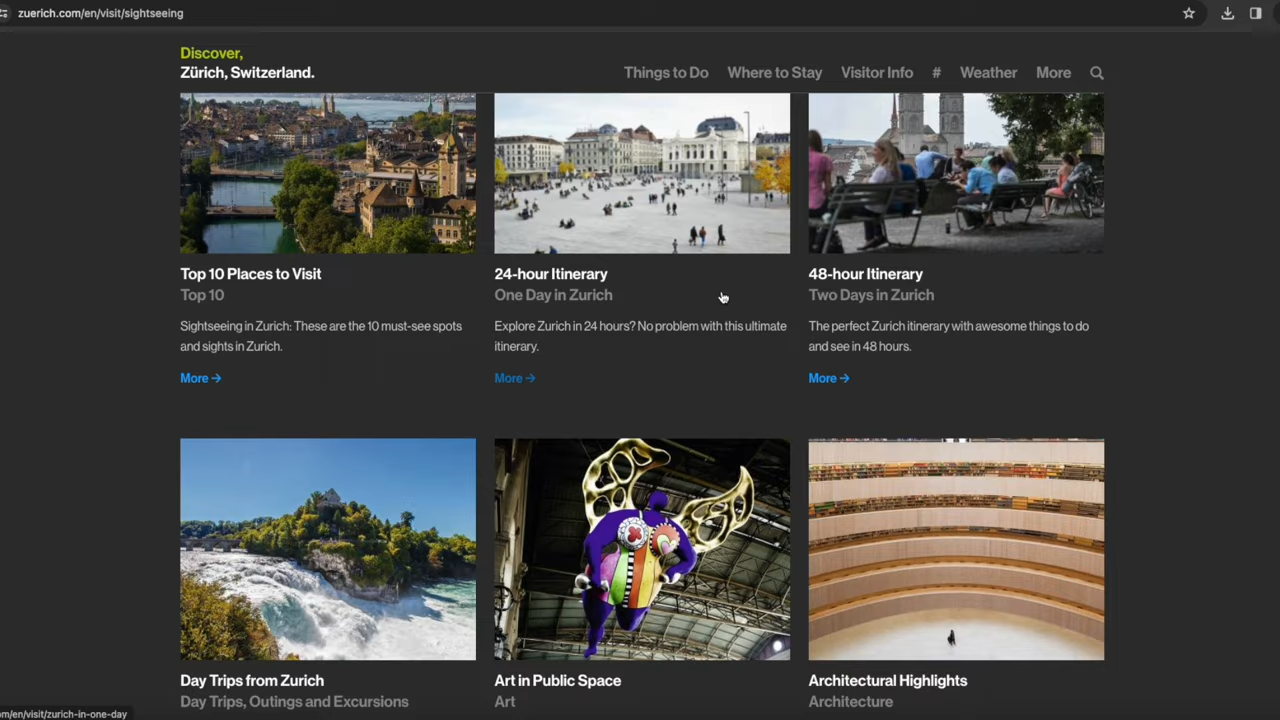 zuerich.com/en/visit/sightseeing
Discover,
Zürich, Switzerland.
Things to Do
Where to Stay
Visitor Info
#
Weather
More
Top 10 Places to Visit
Top 10
Sightseeing in Zurich: These are the 10 must-see spots
and sights in Zurich.
More →
24-hour Itinerary
One Day in Zurich
Explore Zurich in 24 hours? No problem with this ultimate
itinerary.
More →
48-hour Itinerary
Two Days in Zurich
The perfect Zurich itinerary with awesome things to do
and see in 48 hours.
More →
Day Trips from Zurich
Day Trips, Outings and Excursions
Art in Public Space
Art
Architectural Highlights
Architecture
om/en/visit/zurich-in-one-day